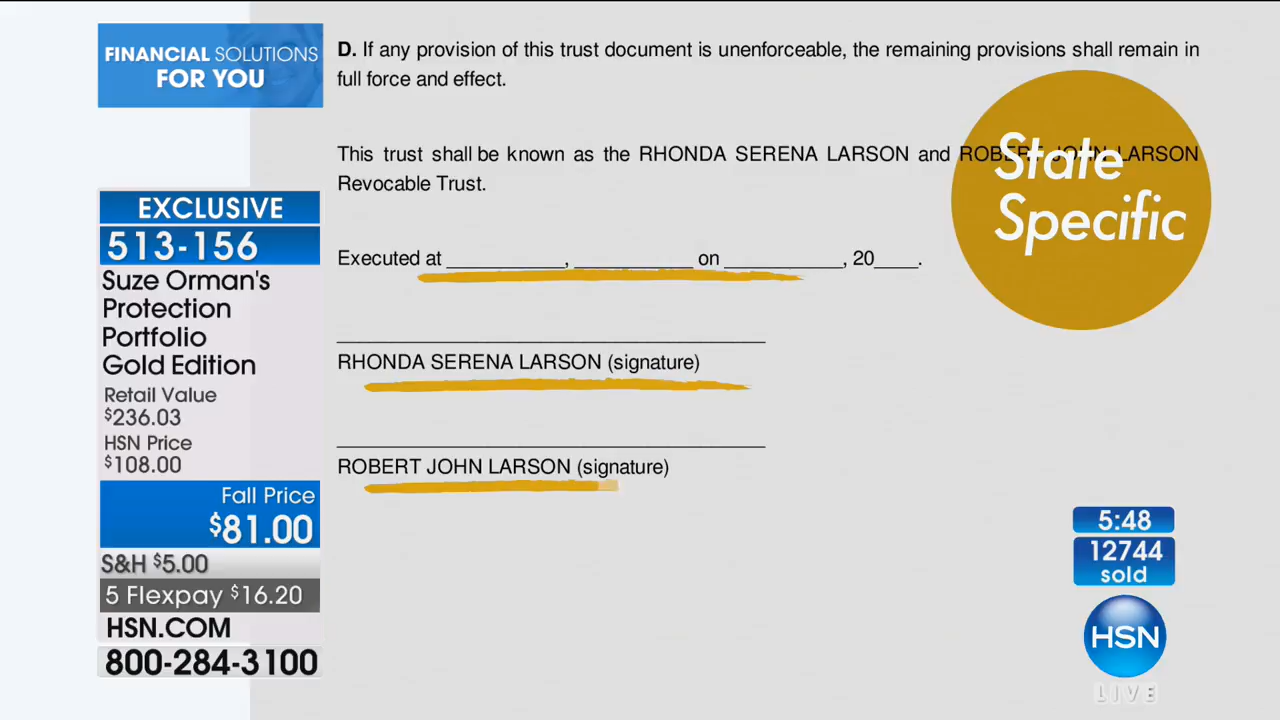 FINANCIAL SOLUTIONS
FOR YOU
D. If any provision of this trust document is unenforceable, the remaining provisions shall remain in
full force and effect.
This trust shall be known as the RHONDA SERENA LARSON and ROBERT JOHN LARSON
Revocable Trust.
State
Specific
Executed at ___________, ___________ on ___________, 20____.
RHONDA SERENA LARSON (signature)
ROBERT JOHN LARSON (signature)
EXCLUSIVE
513-156
Suze Orman's
Protection
Portfolio
Gold Edition
Retail Value
$236.03
HSN Price
$108.00
Fall Price
$81.00
S&H $5.00
5 Flexpay $16.20
HSN.COM
800-284-3100
5:48
12744
sold
HSN
LIVE